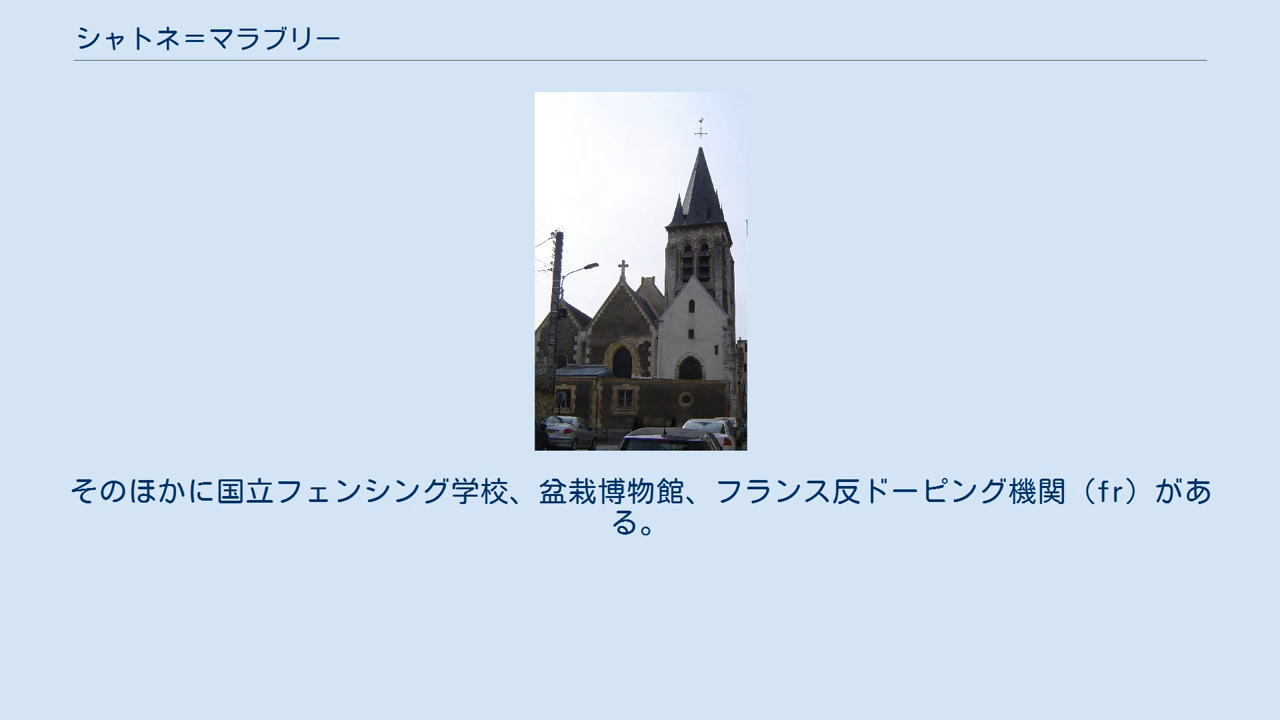 シャトネ＝マラブリー
そのほかに国立フェンシング学校、盆栽博物館、フランス反ドーピング機関（fr）があ
る。